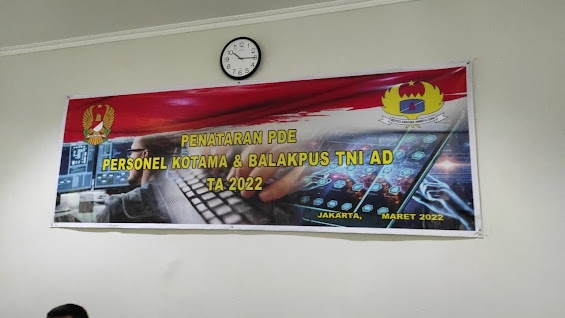 PENATARAN PDE
PERSONEL KOTAMA & BALAKPUS TNI AD
TA 2022
JAKARTA, MARET 2022